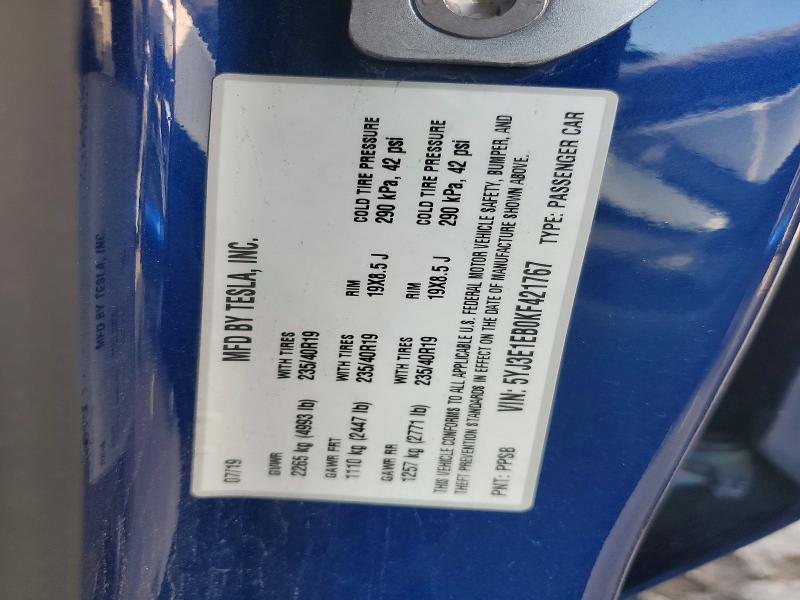 07/19
MFD BY TESLA, INC.
GVWR WITH TIRES
2265 kg (4993 lb) 235/40R19
GAWR FRT WITH TIRES RIM COLD TIRE PRESSURE
1110 kg (2447 lb) 235/40R19 19X8.5 J 290 kPa, 42 psi
GAWR RR WITH TIRES RIM COLD TIRE PRESSURE
1257 kg (2771 lb) 235/40R19 19X8.5 J 290 kPa, 42 psi
THIS VEHICLE CONFORMS TO ALL APPLICABLE U.S. FEDERAL MOTOR VEHICLE SAFETY, BUMPER, AND
THEFT PREVENTION STANDARDS IN EFFECT ON THE DATE OF MANUFACTURE SHOWN ABOVE.
PNT: PPSB VIN: 5YJ3E1EB0KF421767 TYPE: PASSENGER CAR
MFD BY TESLA, INC